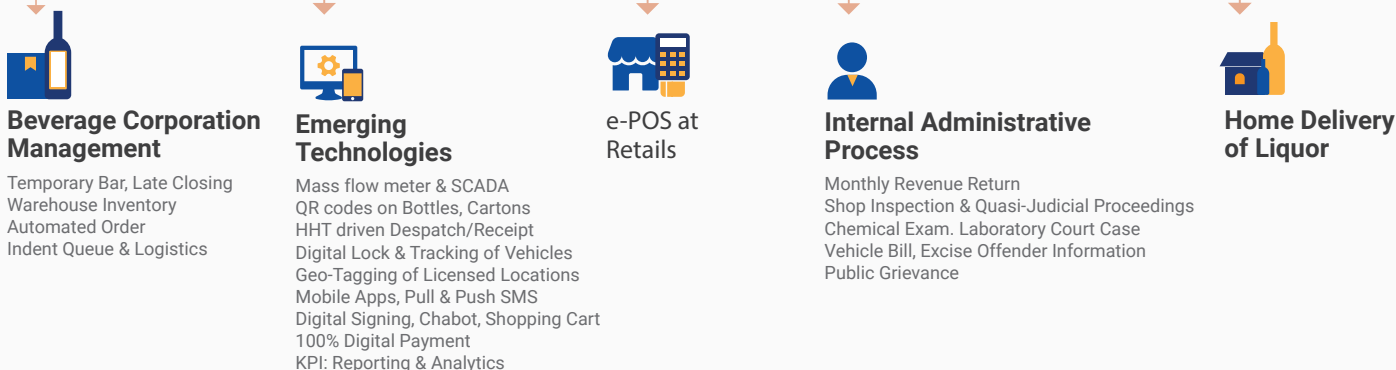 Beverage Corporation
Management
Temporary Bar, Late Closing
Warehouse Inventory
Automated Order
Indent Queue & Logistics
Emerging
Technologies
Mass flow meter & SCADA
QR codes on Bottles, Cartons
HHT driven Despatch/Receipt
Digital Lock & Tracking of Vehicles
Geo-Tagging of Licensed Locations
Mobile Apps, Pull & Push SMS
Digital Signing, Chabot, Shopping Cart
100% Digital Payment
KPI: Reporting & Analytics
e-POS at
Retails
Internal Administrative
Process
Monthly Revenue Return
Shop Inspection & Quasi-Judicial Proceedings
Chemical Exam. Laboratory Court Case
Vehicle Bill, Excise Offender Information
Public Grievance
Home Delivery
of Liquor